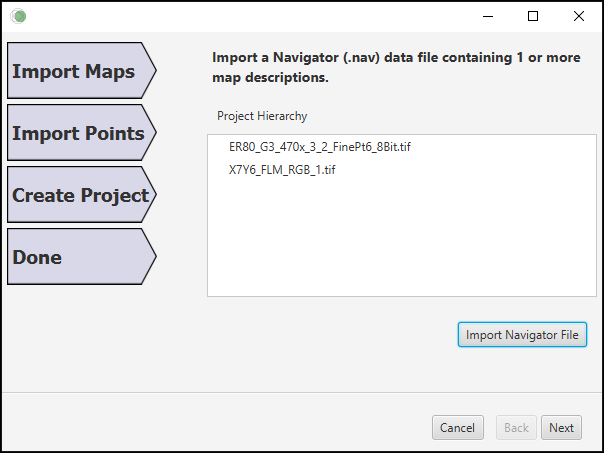 Import Maps
Import Points
Create Project
Done
Import a Navigator (.nav) data file containing 1 or more
map descriptions.
Project Hierarchy
ER80_G3_470x_3_2_FinePt6_8Bit.tif
X7Y6_FLM_RGB_1.tif
Import Navigator File
Cancel
Back
Next